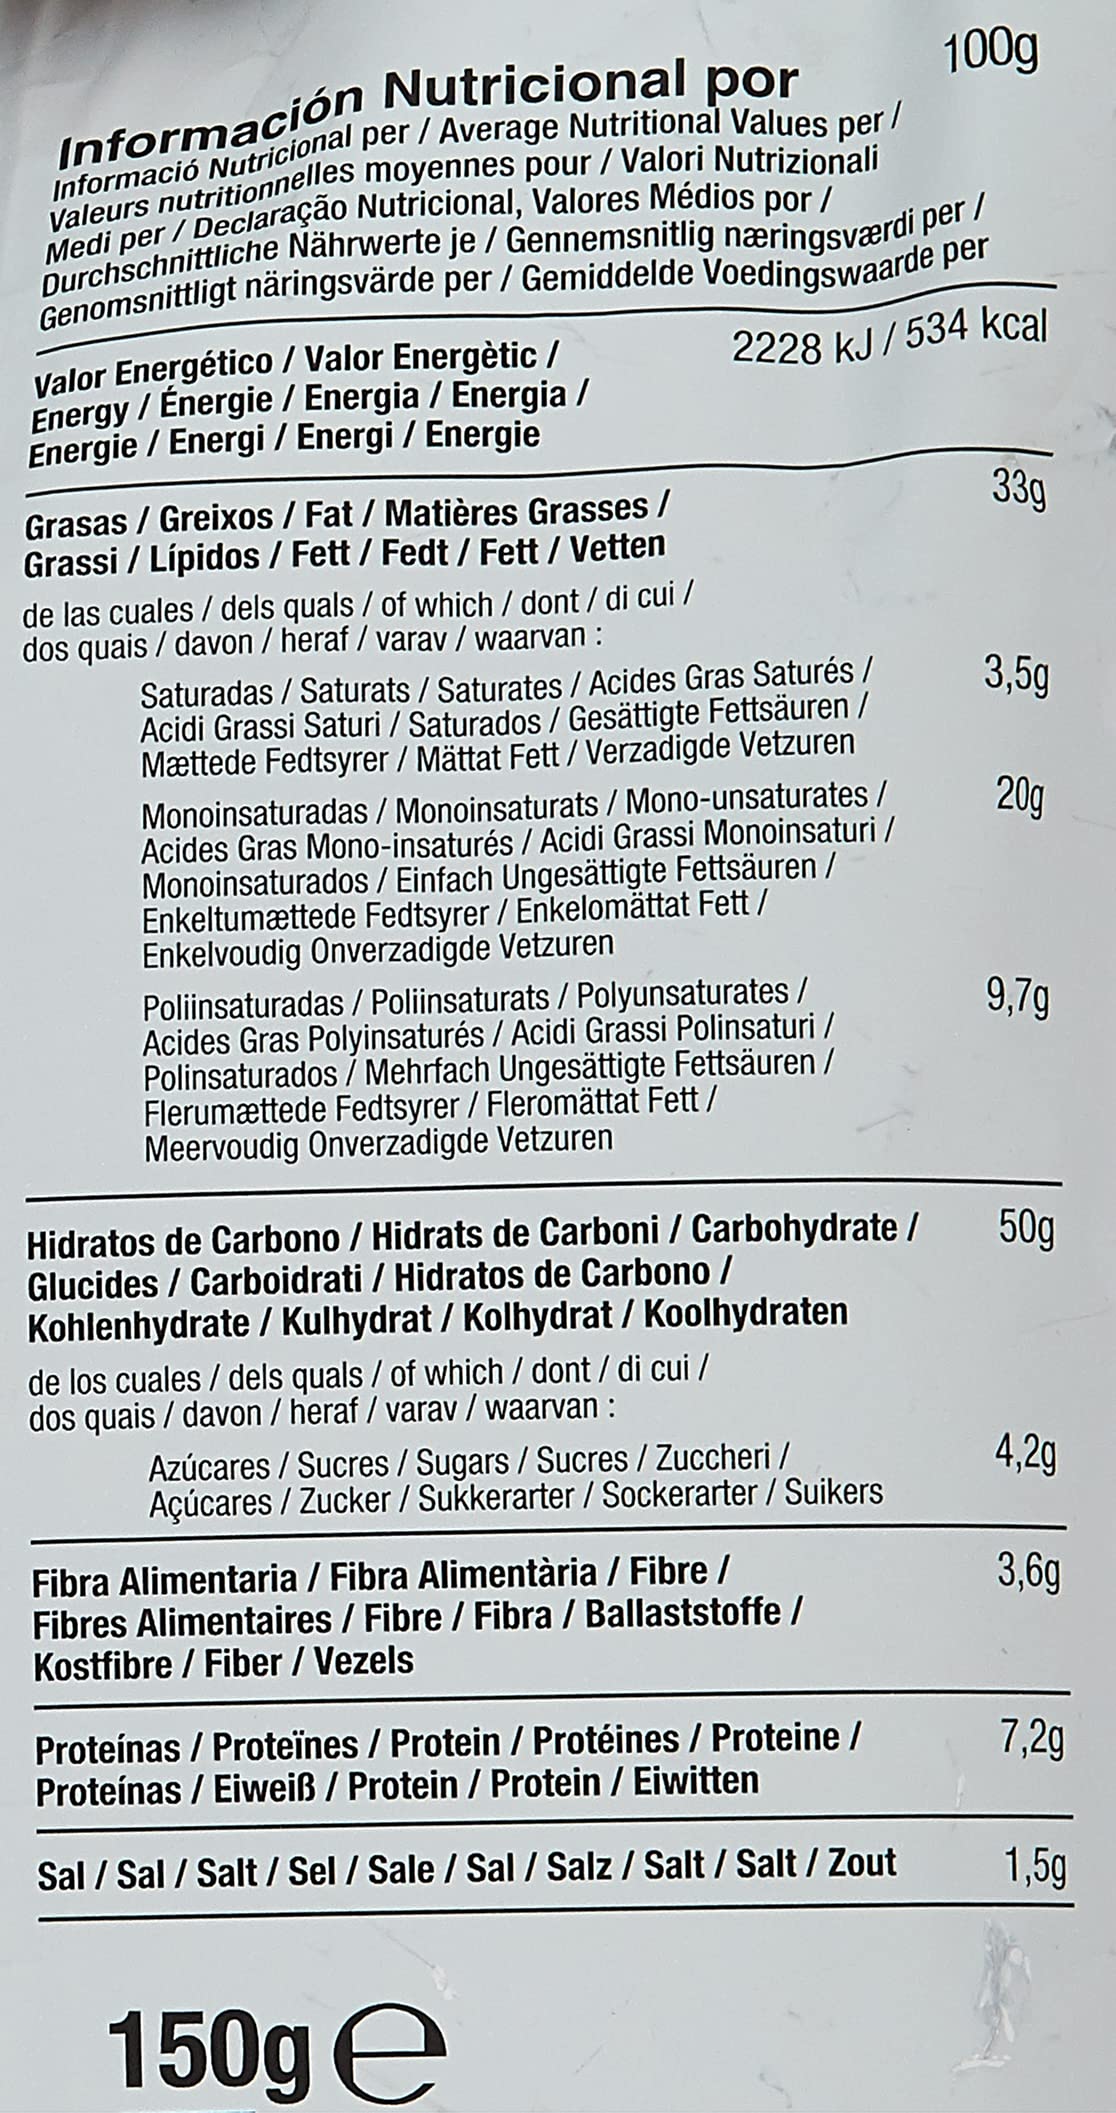 100g
Información Nutricional por
Informació Nutricional per / Average Nutritional Values per /
Valeurs nutritionnelles moyennes pour / Valori Nutrizionali
Medi per / Declaração Nutricional, Valores Médios por /
Durchschnittliche Nährwerte je / Gennemsnitlig næringsværdi per /
Genomsnittligt näringsvärde per / Gemiddelde Voedingswaarde per
Valor Energético / Valor Energètic /
2228 kJ / 534 kcal
Energy / Énergie / Energia / Energia /
Energie / Energi / Energi / Energie
Grasas / Greixos / Fat / Matières Grasses /
33g
Grassi / Lípidos / Fett / Fedt / Fett / Vetten
de las cuales / dels quals / of which / dont / di cui /
dos quais / davon / heraf / varav / waarvan :
Saturadas / Saturats / Saturates / Acides Gras Saturés /
3,5g
Acidi Grassi Saturi / Saturados / Gesättigte Fettsäuren /
Mættede Fedtsyrer / Mättat Fett / Verzadigde Vetzuren
Monoinsaturadas / Monoinsaturats / Mono-unsaturates /
20g
Acides Gras Mono-insaturés / Acidi Grassi Monoinsaturi /
Monoinsaturados / Einfach Ungesättigte Fettsäuren /
Enkeltumættede Fedtsyrer / Enkelomättat Fett /
Enkelvoudig Onverzadigde Vetzuren
Poliinsaturadas / Poliinsaturats / Polyunsaturates /
9,7g
Acides Gras Polyinsaturés / Acidi Grassi Polinsaturi /
Polinsaturados / Mehrfach Ungesättigte Fettsäuren /
Flerumættede Fedtsyrer / Fleromättat Fett /
Meervoudig Onverzadigde Vetzuren
Hidratos de Carbono / Hidrats de Carboni / Carbohydrate /
50g
Glucides / Carboidrati / Hidratos de Carbono /
Kohlenhydrate / Kulhydrat / Kolhydrat / Koolhydraten
de los cuales / dels quals / of which / dont / di cui /
dos quais / davon / heraf / varav / waarvan :
Azúcares / Sucres / Sugars / Sucres / Zuccheri /
4,2g
Açúcares / Zucker / Sukkerarter / Sockerarter / Suikers
Fibra Alimentaria / Fibra Alimentària / Fibre /
3,6g
Fibres Alimentaires / Fibre / Fibra / Ballaststoffe /
Kostfibre / Fiber / Vezels
Proteínas / Proteïnes / Protein / Protéines / Proteine /
7,2g
Proteínas / Eiweiß / Protein / Protein / Eiwitten
Sal / Sal / Salt / Sel / Sale / Sal / Salz / Salt / Salt / Zout
1,5g
150g ℮